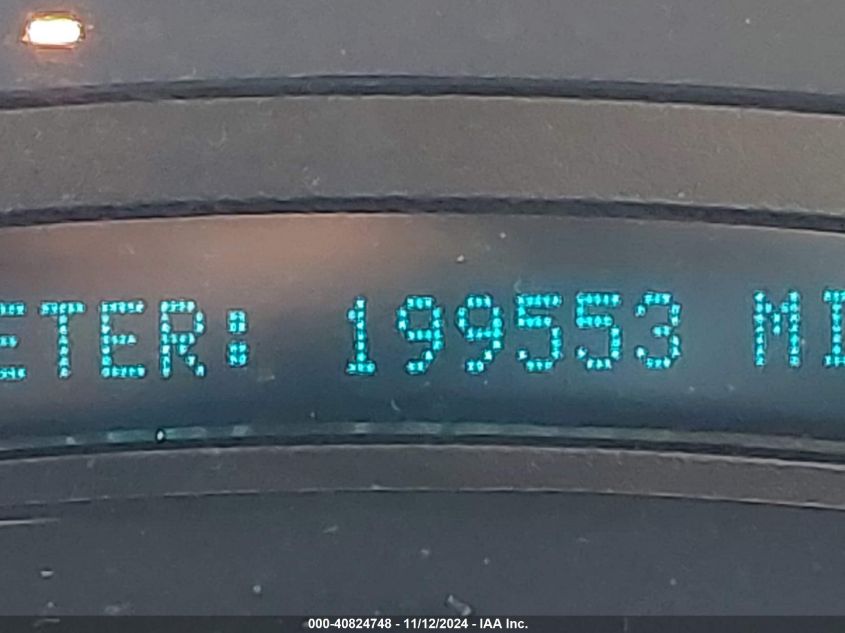 ETER: 199553 MI
000-40824748 - 11/12/2024 - IAA Inc.